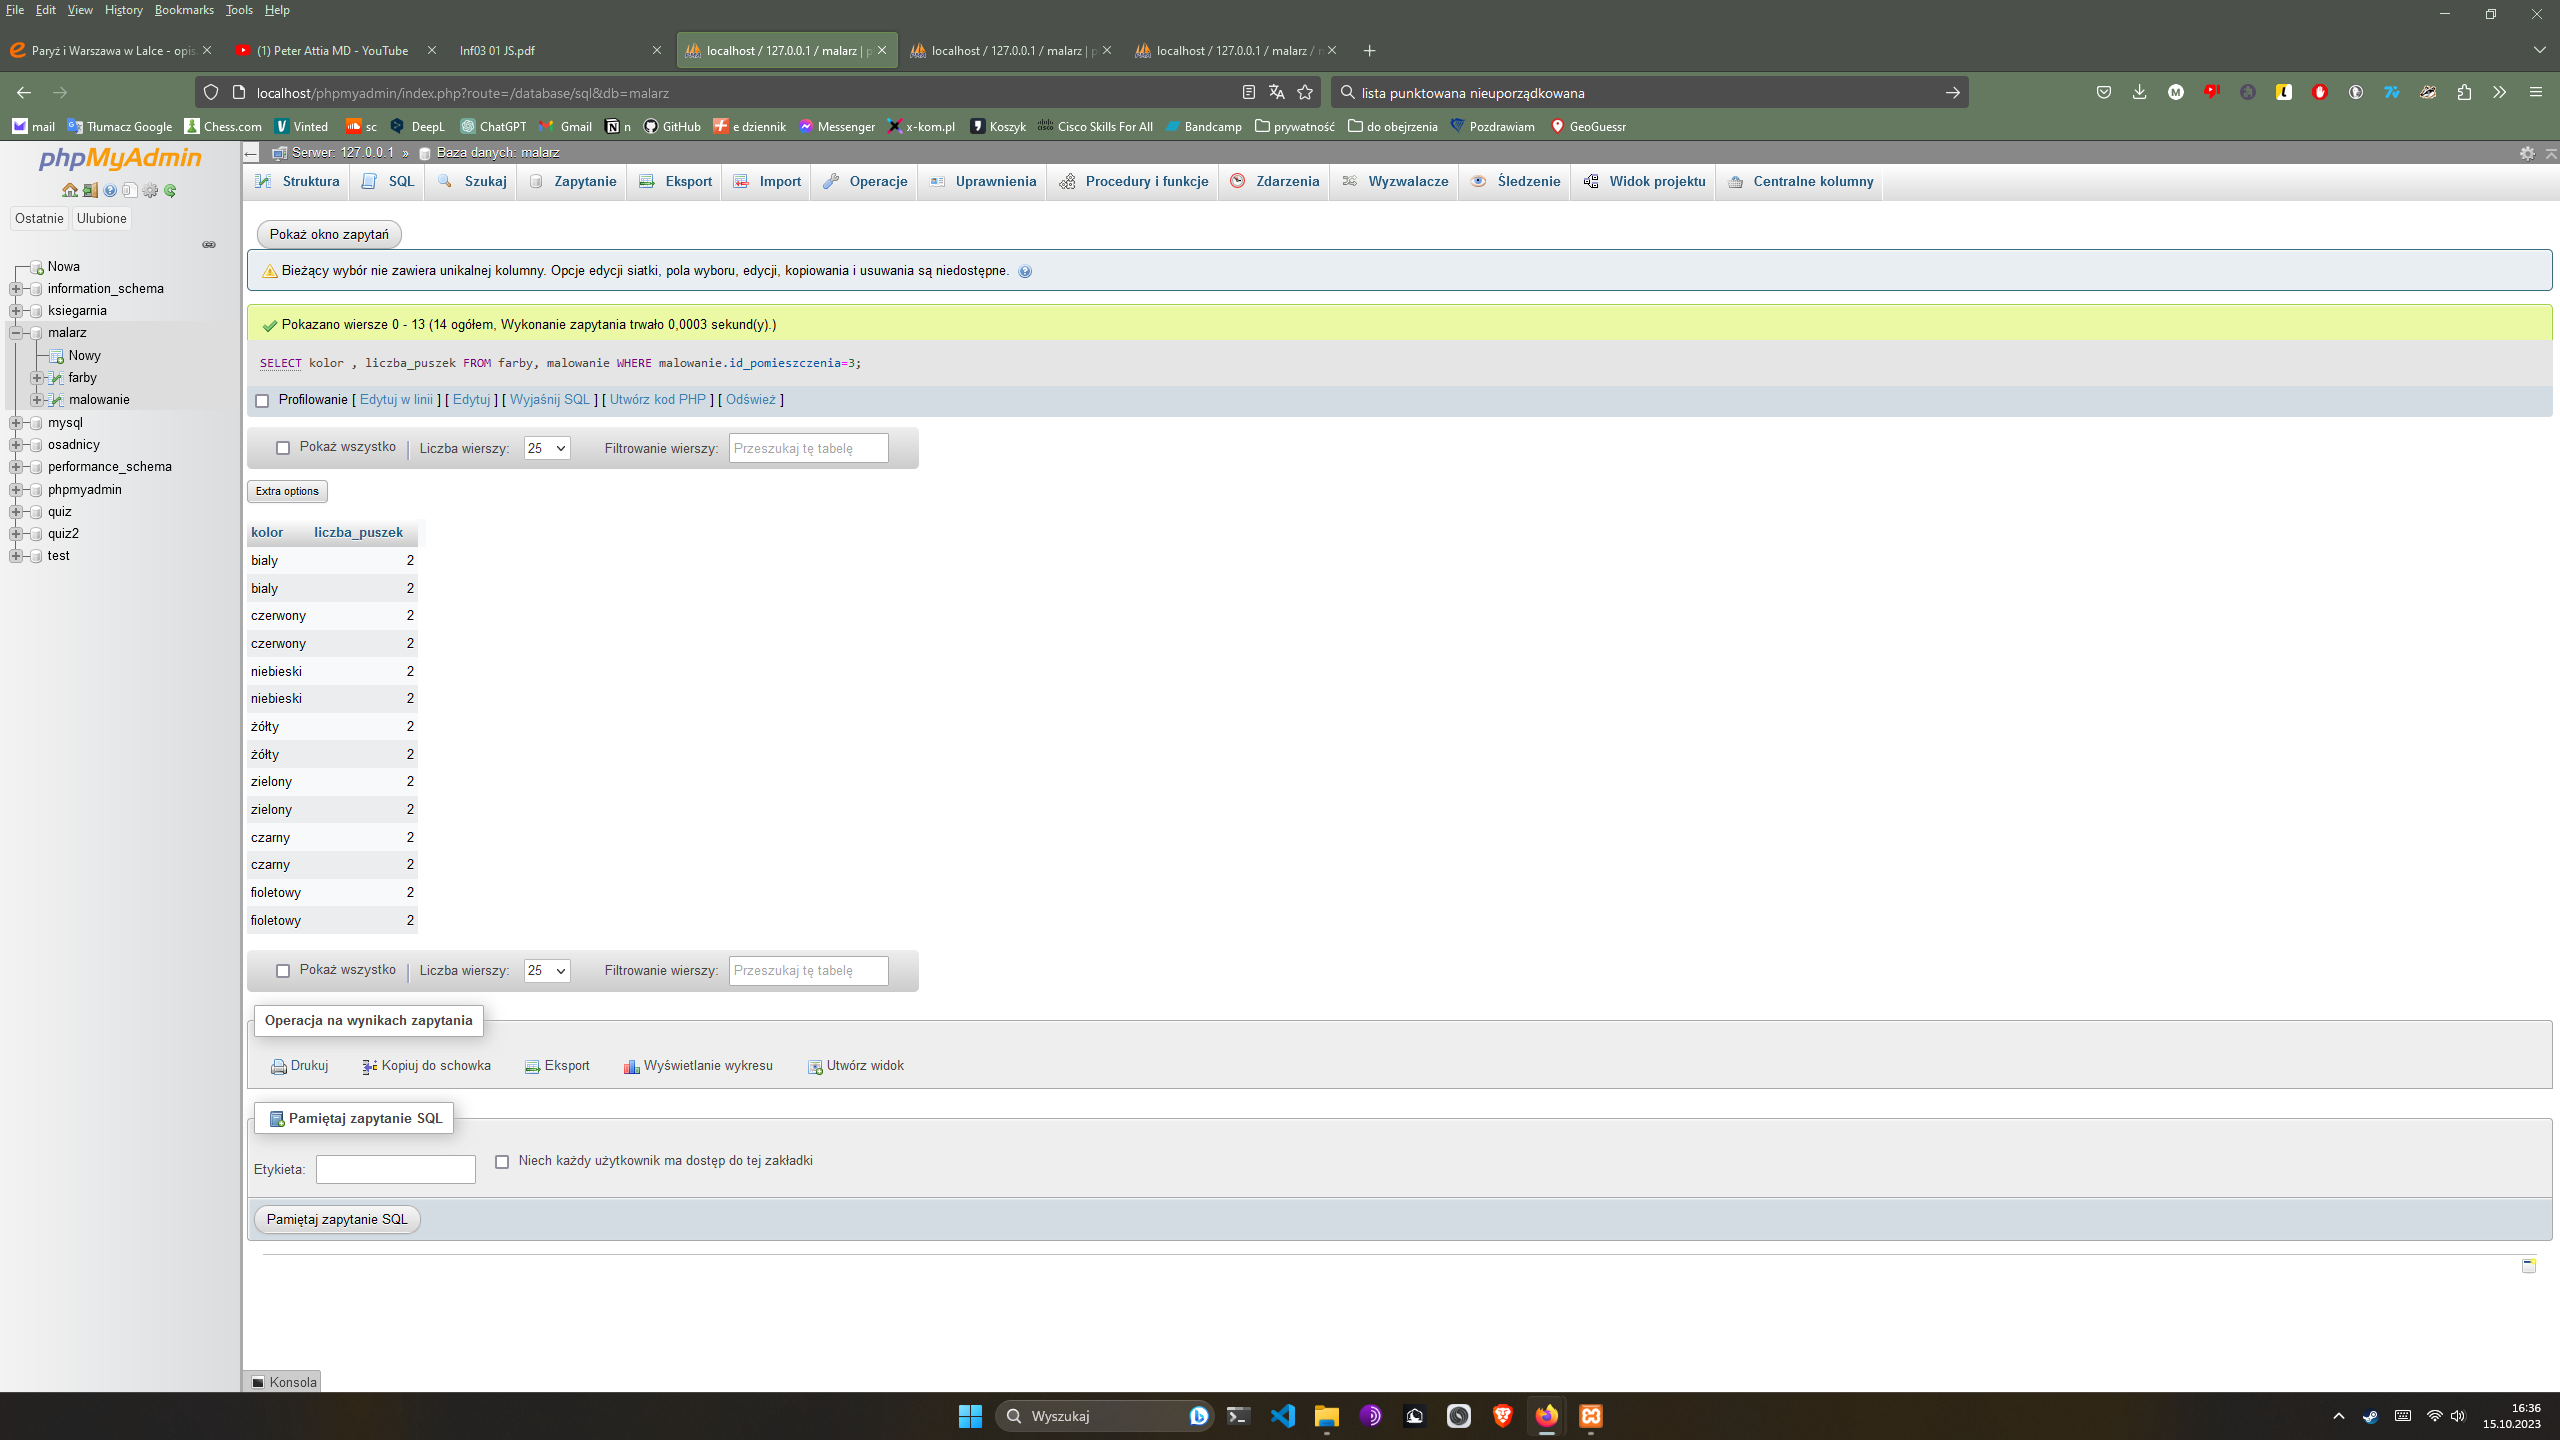 File Edit View History Bookmarks Tools Help
Paryż i Warszawa w Lalce - opis
(1) Peter Attia MD - YouTube
Inf03 01 JS.pdf
localhost / 127.0.0.1 / malarz | p
localhost / 127.0.0.1 / malarz | p
localhost / 127.0.0.1 / malarz / 
localhost/phpmyadmin/index.php?route=/database/sql&db=malarz
lista punktowana nieuporządkowana
mail Tłumacz Google Chess.com Vinted sc DeepL ChatGPT Gmail n GitHub e dziennik Messenger x-kom.pl Koszyk Cisco Skills For All Bandcamp prywatność do obejrzenia Pozdrawiam GeoGuessr
phpMyAdmin
Ostatnie Ulubione
Nowa
information_schema
ksiegarnia
malarz
Nowy
farby
malowanie
mysql
osadnicy
performance_schema
phpmyadmin
quiz
quiz2
test
Serwer: 127.0.0.1 » Baza danych: malarz
Struktura SQL Szukaj Zapytanie Eksport Import Operacje Uprawnienia Procedury i funkcje Zdarzenia Wyzwalacze Śledzenie Widok projektu Centralne kolumny
Pokaż okno zapytań
Bieżący wybór nie zawiera unikalnej kolumny. Opcje edycji siatki, pola wyboru, edycji, kopiowania i usuwania są niedostępne.
Pokazano wiersze 0 - 13 (14 ogółem, Wykonanie zapytania trwało 0,0003 sekund(y).)
SELECT kolor , liczba_puszek FROM farby, malowanie WHERE malowanie.id_pomieszczenia=3;
Profilowanie [ Edytuj w linii ] [ Edytuj ] [ Wyjaśnij SQL ] [ Utwórz kod PHP ] [ Odśwież ]
Pokaż wszystko | Liczba wierszy: 25 Filtrowanie wierszy: Przeszukaj tę tabelę
Extra options
kolor liczba_puszek
bialy 2
bialy 2
czerwony 2
czerwony 2
niebieski 2
niebieski 2
żółty 2
żółty 2
zielony 2
zielony 2
czarny 2
czarny 2
fioletowy 2
fioletowy 2
Pokaż wszystko | Liczba wierszy: 25 Filtrowanie wierszy: Przeszukaj tę tabelę
Operacja na wynikach zapytania
Drukuj Kopiuj do schowka Eksport Wyświetlanie wykresu Utwórz widok
Pamiętaj zapytanie SQL
Etykieta: Niech każdy użytkownik ma dostęp do tej zakładki
Pamiętaj zapytanie SQL
Konsola
Wyszukaj
16:36
15.10.2023